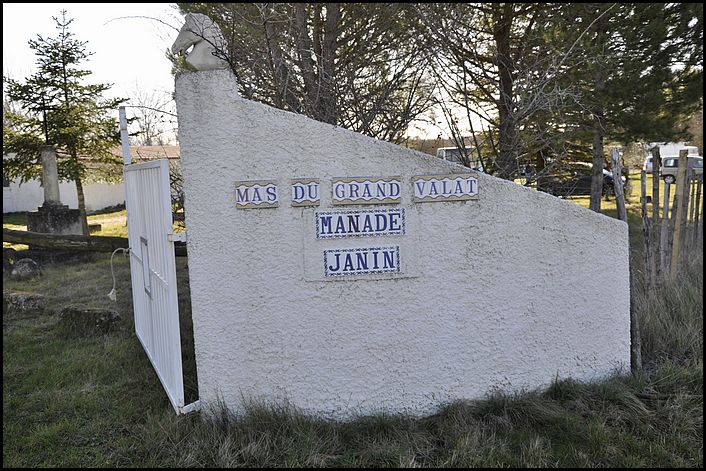 MAS DU GRAND VALAT
MANADE
JANIN